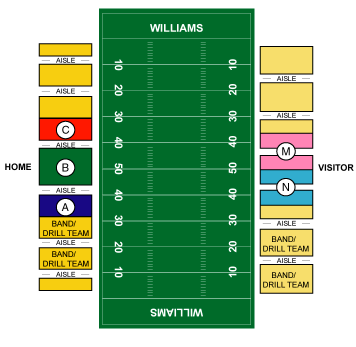 WILLIAMS
HOME
AISLE
AISLE
C
AISLE
B
AISLE
A
BAND/
DRILL TEAM
AISLE
BAND/
DRILL TEAM
AISLE
10
20
30
40
50
40
30
20
10
10
20
30
40
50
40
30
20
10
AISLE
AISLE
M
N
AISLE
BAND/
DRILL TEAM
AISLE
BAND/
DRILL TEAM
VISITOR
WILLIAMS